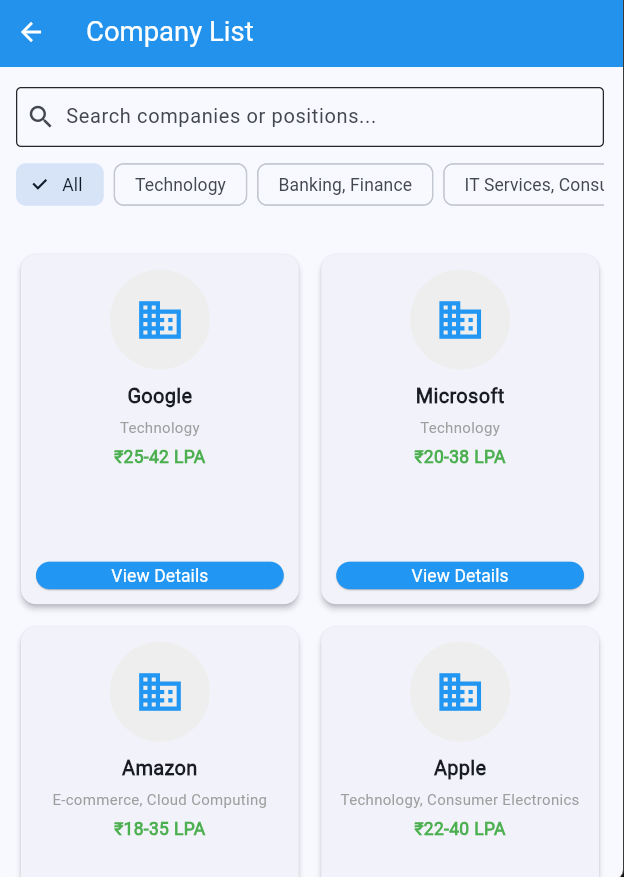 Company List
Search companies or positions...
All
Technology
Banking, Finance
IT Services, Consu
Google
Technology
₹25-42 LPA
View Details
Microsoft
Technology
₹20-38 LPA
View Details
Amazon
E-commerce, Cloud Computing
₹18-35 LPA
Apple
Technology, Consumer Electronics
₹22-40 LPA